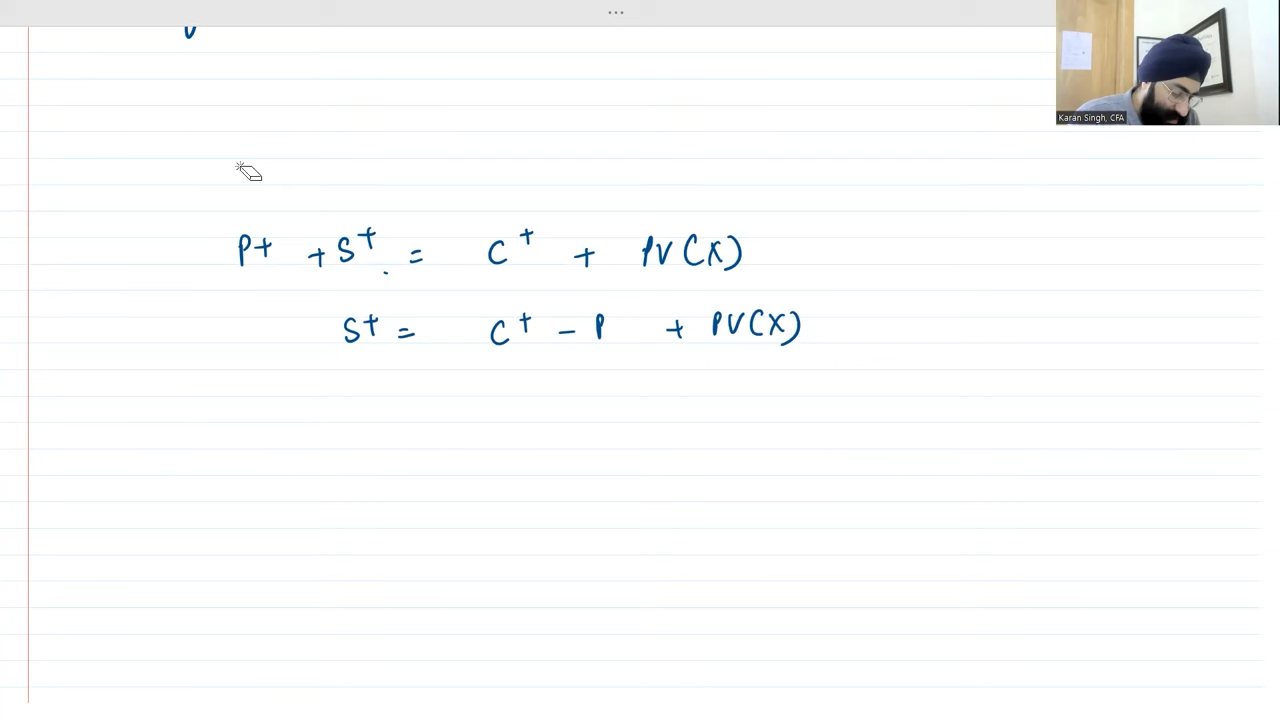 Karan Singh, CFA
P+ + S+ = C+ + PV(X)
S+ = C+ - P + PV(X)